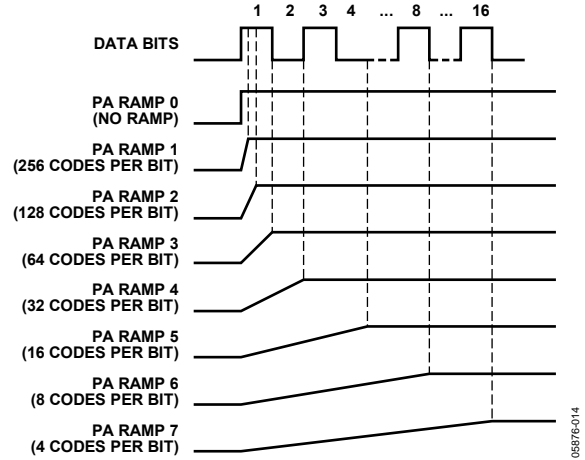 1 2 3 4 ... 8 ... 16
DATA BITS
PA RAMP 0
(NO RAMP)
PA RAMP 1
(256 CODES PER BIT)
PA RAMP 2
(128 CODES PER BIT)
PA RAMP 3
(64 CODES PER BIT)
PA RAMP 4
(32 CODES PER BIT)
PA RAMP 5
(16 CODES PER BIT)
PA RAMP 6
(8 CODES PER BIT)
PA RAMP 7
(4 CODES PER BIT)
05876-014